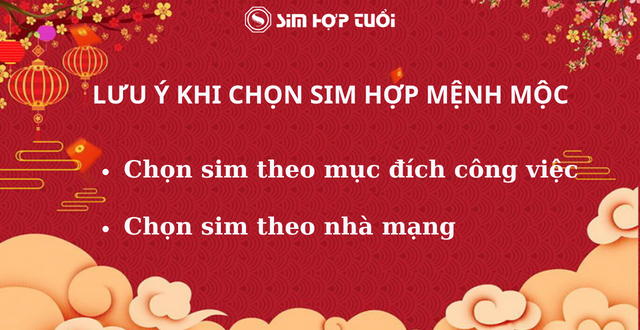 SIM HỢP TUỔI
LƯU Ý KHI CHỌN SIM HỢP MỆNH MỘC
• Chọn sim theo mục đích công việc
• Chọn sim theo nhà mạng